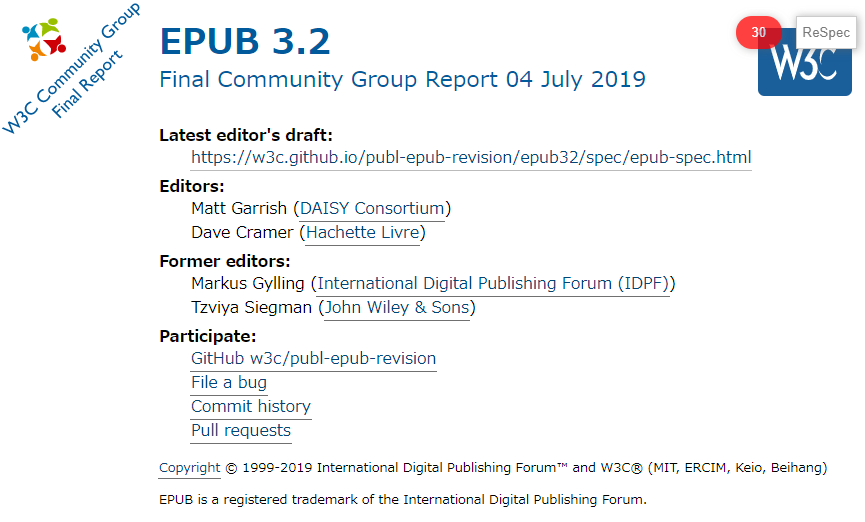 W3C Community Group
Final Report
EPUB 3.2
30
ReSpec
W3C
Final Community Group Report 04 July 2019
Latest editor's draft:
https://w3c.github.io/publ-epub-revision/epub32/spec/epub-spec.html
Editors:
Matt Garrish (DAISY Consortium)
Dave Cramer (Hachette Livre)
Former editors:
Markus Gylling (International Digital Publishing Forum (IDPF))
Tzviya Siegman (John Wiley & Sons)
Participate:
GitHub w3c/publ-epub-revision
File a bug
Commit history
Pull requests
Copyright © 1999-2019 International Digital Publishing Forum™ and W3C® (MIT, ERCIM, Keio, Beihang)
EPUB is a registered trademark of the International Digital Publishing Forum.